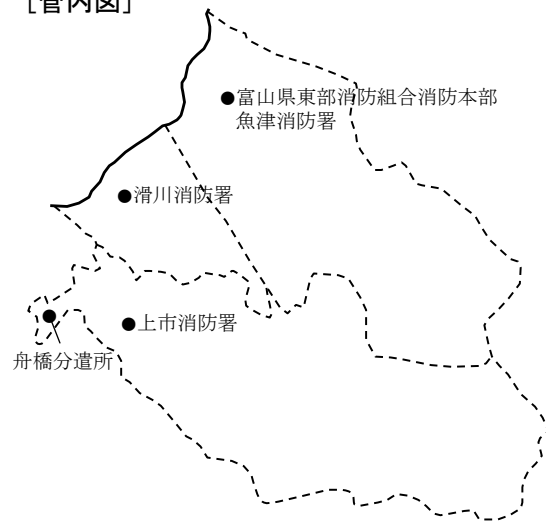 ［管内図］
●富山県東部消防組合消防本部
魚津消防署
●滑川消防署
●上市消防署
舟橋分遣所